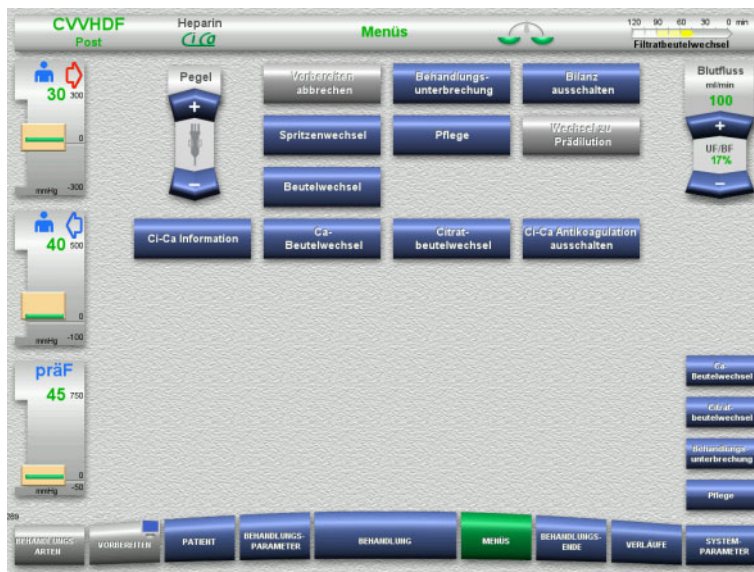 CVVHDF
Post
Heparin
CiCa
Menüs
120 90 60 30 0 min
Filtratbeutelwechsel
30
300
0
mmHg -300
Pegel
+
−
Vorbereiten
abbrechen
Behandlungs-
unterbrechung
Bilanz
ausschalten
Spritzenwechsel
Pflege
Wechsel zu
Prädilution
Beutelwechsel
Ci-Ca Information
Ca-
Beutelwechsel
Citrat-
beutelwechsel
Ci-Ca Antikoagulation
ausschalten
Blutfluss
ml/min
100
+
UF/BF
17%
−
40
500
0
mmHg -100
präF
45
750
0
mmHg -50
Ca-
Beutelwechsel
Citrat-
beutelwechsel
Behandlungs-
unterbrechung
Pflege
BEHANDLUNGS-
ARTEN
VORBEREITEN
PATIENT
BEHANDLUNGS-
PARAMETER
BEHANDLUNG
MENÜS
BEHANDLUNGS-
ENDE
VERLÄUFE
SYSTEM-
PARAMETER